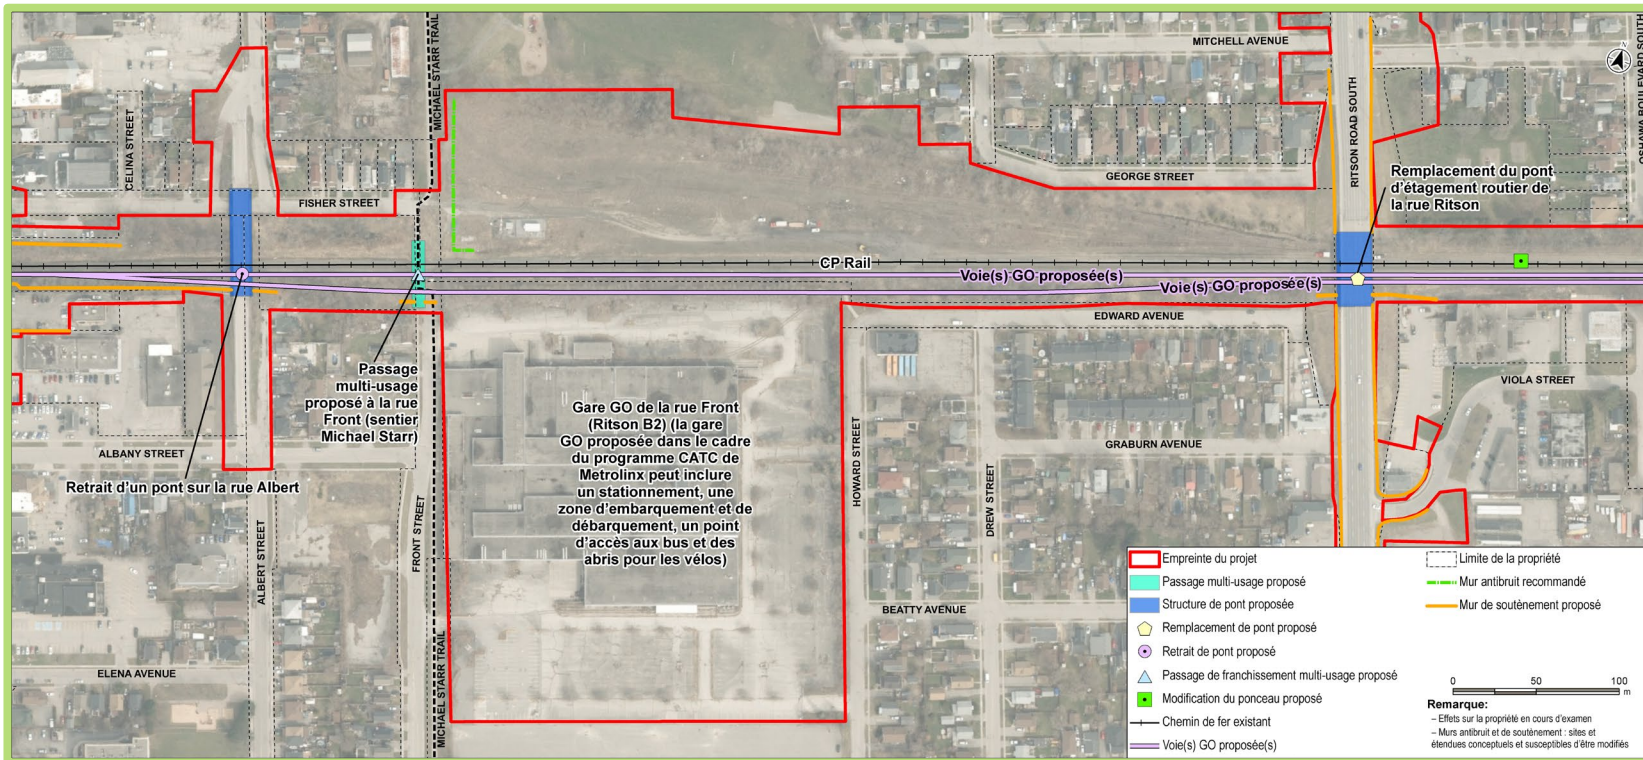 MITCHELL AVENUE
MICHAEL STARR TRAIL
RITSON ROAD SOUTH
OSHAWA BOULEVARD SOUTH
N
CELINA STREET
FISHER STREET
GEORGE STREET
Remplacement du pont
d'étagement routier de
la rue Ritson
CP Rail
Voie(s) GO proposée(s)
Voie(s) GO proposée(s)
EDWARD AVENUE
Passage
multi-usage
proposé à la rue
Front (sentier
Michael Starr)
VIOLA STREET
Gare GO de la rue Front
(Ritson B2) (la gare
GO proposée dans le cadre
du programme CATC de
Metrolinx peut inclure
un stationnement, une
zone d'embarquement et de
débarquement, un point
d'accès aux bus et des
abris pour les vélos)
ALBANY STREET
GRABURN AVENUE
HOWARD STREET
DREW STREET
Retrait d'un pont sur la rue Albert
ALBERT STREET
FRONT STREET
BEATTY AVENUE
ELENA AVENUE
MICHAEL STARR TRAIL
Empreinte du projet
Passage multi-usage proposé
Structure de pont proposée
Remplacement de pont proposé
Retrait de pont proposé
Passage de franchissement multi-usage proposé
Modification du ponceau proposé
Chemin de fer existant
Voie(s) GO proposée(s)
Limite de la propriété
Mur antibruit recommandé
Mur de soutènement proposé
0 50 100
m
Remarque:
– Effets sur la propriété en cours d'examen
– Murs antibruit et de soutènement : sites et
étendues conceptuels et susceptibles d'être modifiés